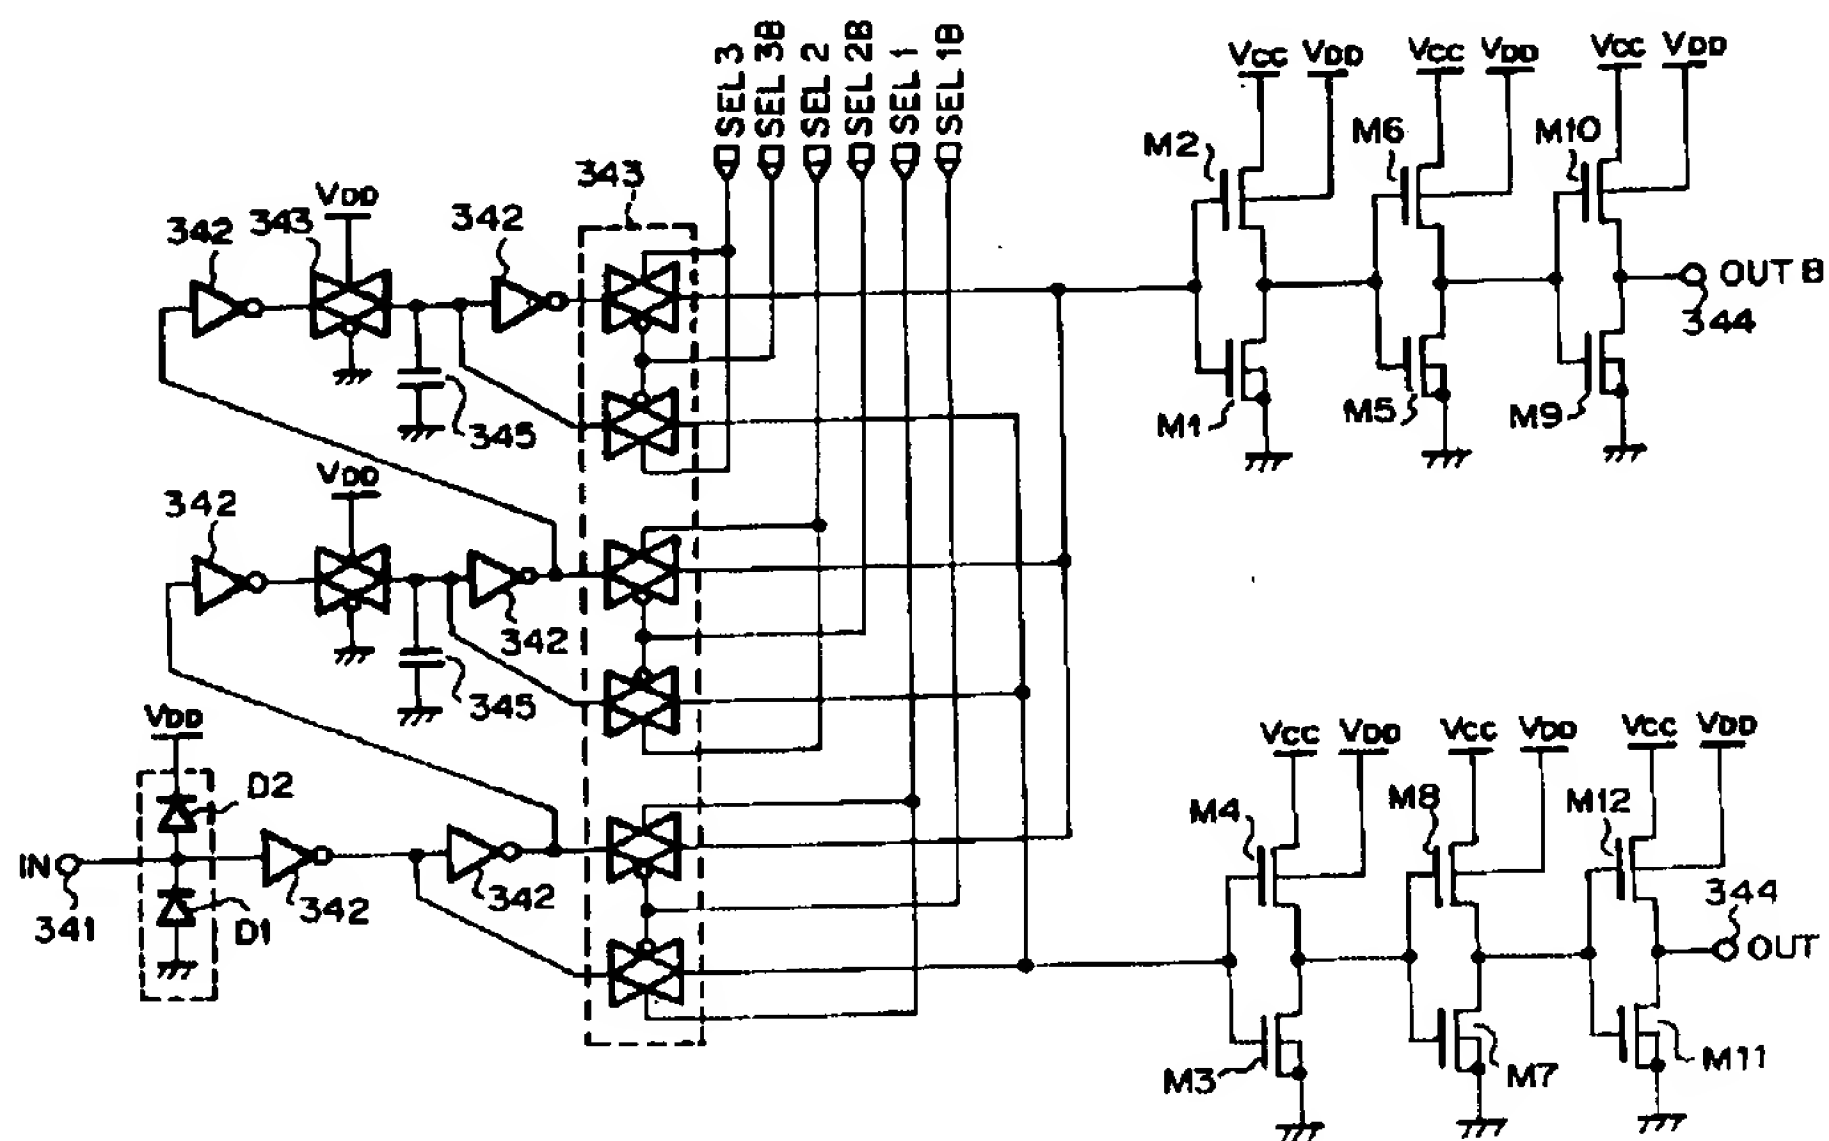 SEL 3
SEL 3B
SEL 2
SEL 2B
SEL 1
SEL 1B
VCC VDD VCC VDD VCC VDD
M2 M6 M10
343
VDD
342 343 342
OUT B
344
345
M1 M5 M9
VDD
342
342
345
VDD
D2
IN
341
342 342
D1
VCC VDD VCC VDD VCC VDD
M4 M8 M12
344
OUT
M3 M7 M11